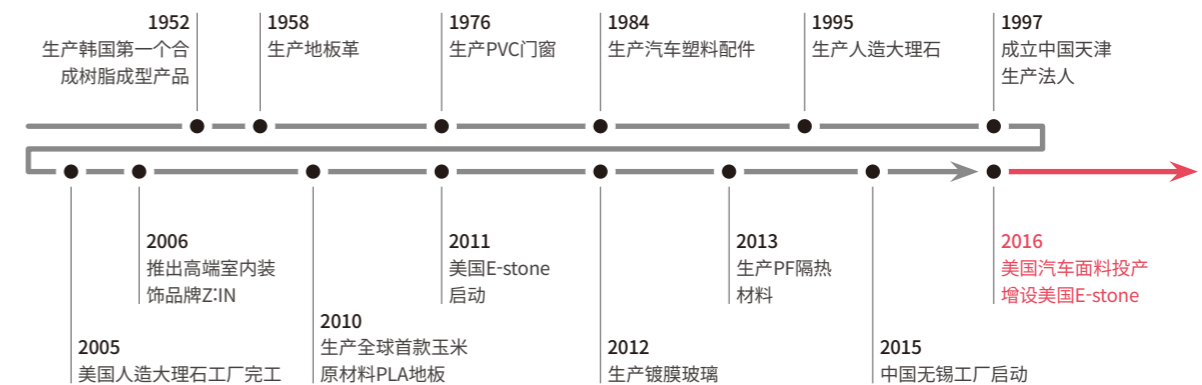 1952
生产韩国第一个合
成树脂成型产品
1958
生产地板革
1976
生产PVC门窗
1984
生产汽车塑料配件
1995
生产人造大理石
1997
成立中国天津
生产法人
2005
美国人造大理石工厂完工
2006
推出高端室内装
饰品牌Z:IN
2010
生产全球首款玉米
原材料PLA地板
2011
美国E-stone
启动
2012
生产镀膜玻璃
2013
生产PF隔热
材料
2015
中国无锡工厂启动
2016
美国汽车面料投产
增设美国E-stone